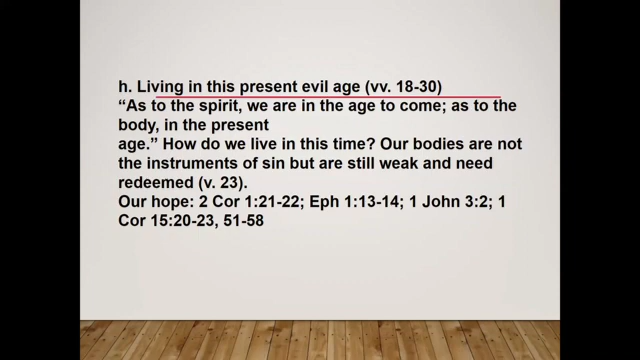 h. Living in this present evil age (vv. 18-30)
“As to the spirit, we are in the age to come; as to the
body, in the present
age.” How do we live in this time? Our bodies are not
the instruments of sin but are still weak and need
redeemed (v. 23).
Our hope: 2 Cor 1:21-22; Eph 1:13-14; 1 John 3:2; 1
Cor 15:20-23, 51-58